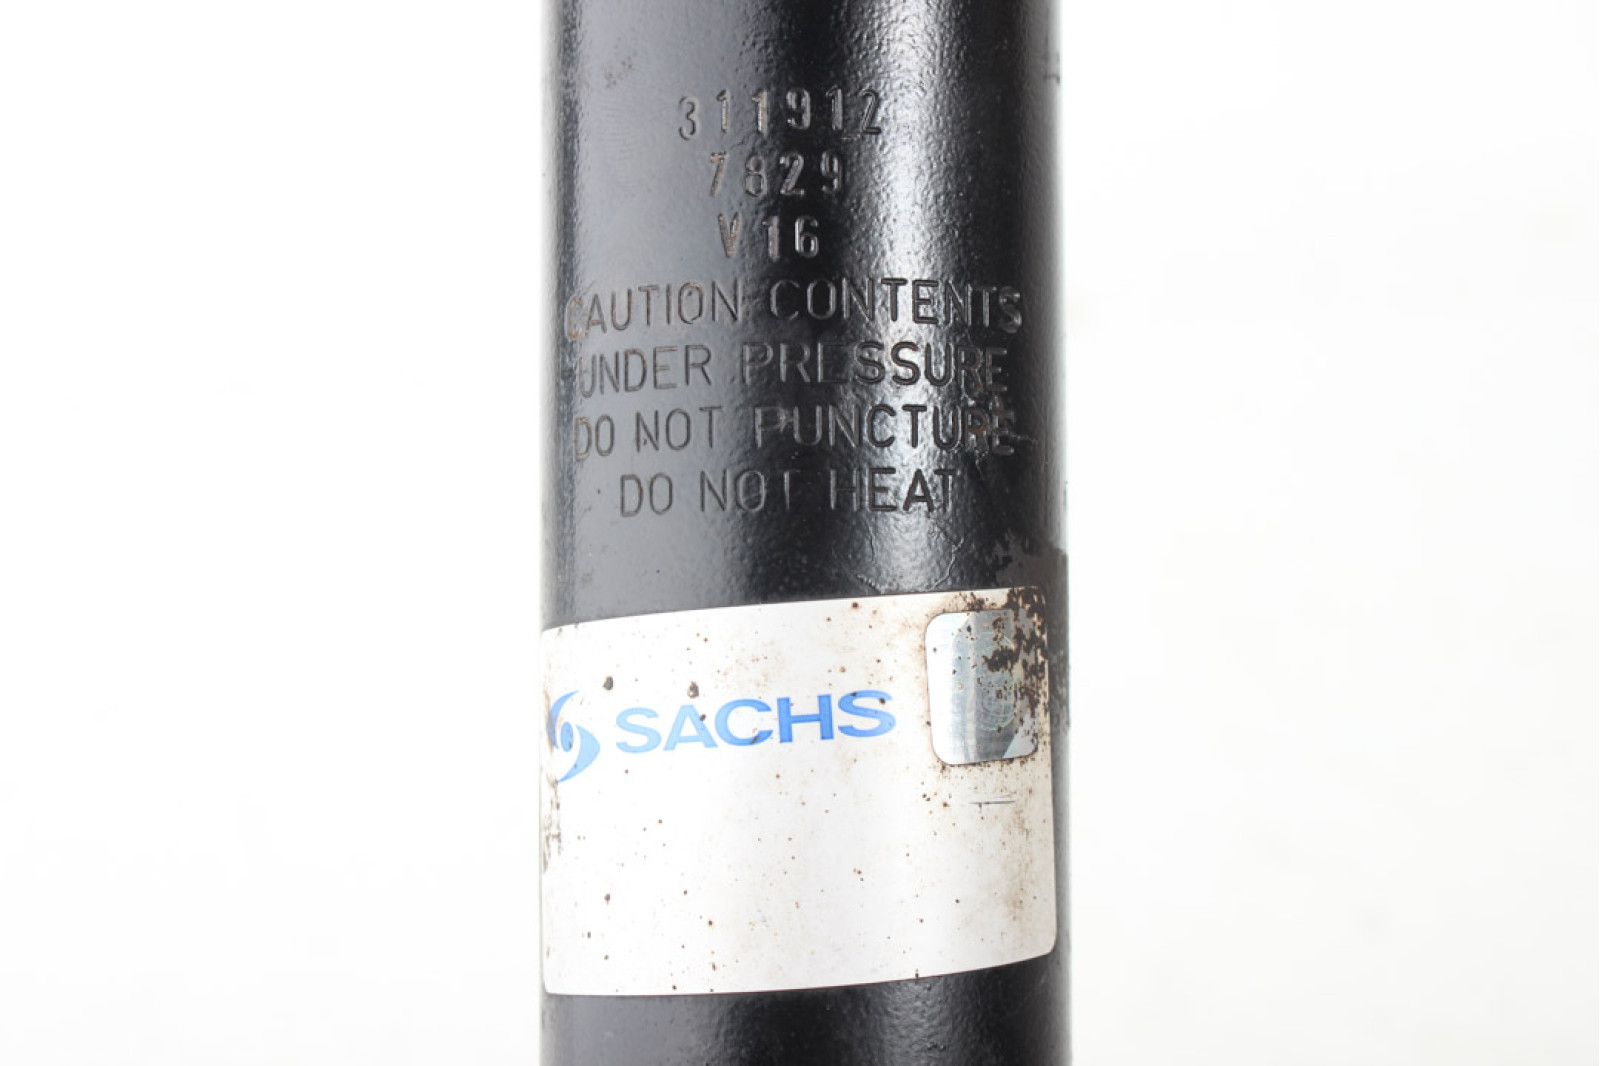 311912
7829
V16
CAUTION CONTENTS
UNDER PRESSURE
DO NOT PUNCTURE
DO NOT HEAT
SACHS